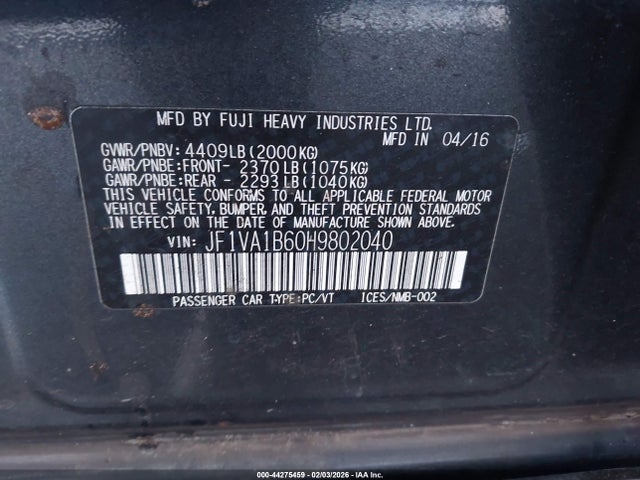 MFD BY FUJI HEAVY INDUSTRIES LTD.
MFD IN 04/16
GVWR/PNBV: 4409LB(2000KG)
GAWR/PNBE:FRONT- 2370LB(1075KG)
GAWR/PNBE:REAR - 2293LB(1040KG)
THIS VEHICLE CONFORMS TO ALL APPLICABLE FEDERAL MOTOR
VEHICLE SAFETY, BUMPER, AND THEFT PREVENTION STANDARDS
IN EFFECT ON THE DATE OF MANUFACTURE SHOWN ABOVE.
VIN: JF1VA1B60H9802040
PASSENGER CAR TYPE:PC/VT ICES/NMB-002
000-44275459 - 02/03/2026 - IAA Inc.